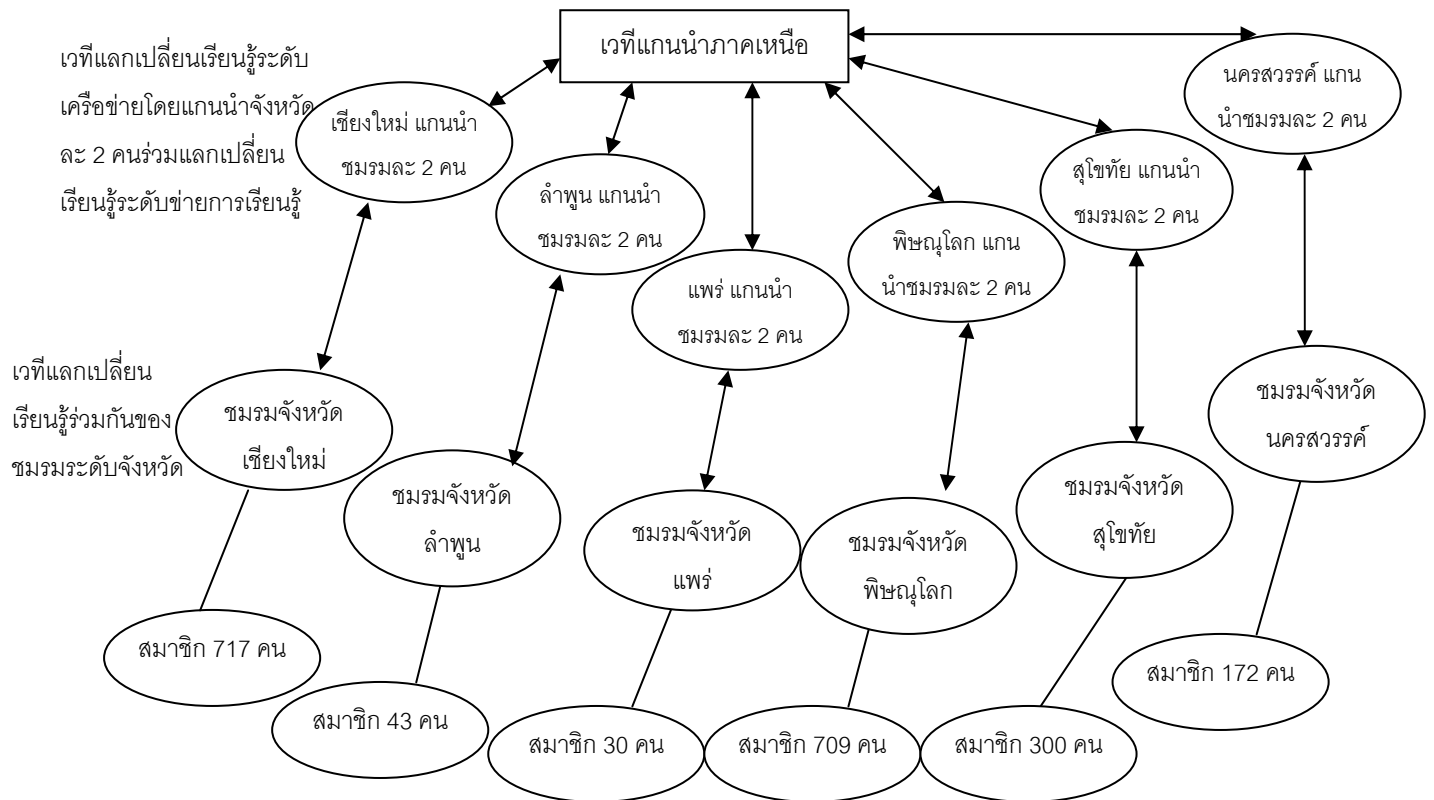 เวทีแกนนำภาคเหนือ
เวทีแลกเปลี่ยนเรียนรู้ระดับ
เครือข่ายโดยแกนนำจังหวัด
ละ 2 คนร่วมแลกเปลี่ยน
เรียนรู้ระดับข่ายการเรียนรู้
เชียงใหม่ แกนนำ
ชมรมละ 2 คน
ลำพูน แกนนำ
ชมรมละ 2 คน
แพร่ แกนนำ
ชมรมละ 2 คน
พิษณุโลก แกน
นำชมรมละ 2 คน
สุโขทัย แกนนำ
ชมรมละ 2 คน
นครสวรรค์ แกน
นำชมรมละ 2 คน
เวทีแลกเปลี่ยน
เรียนรู้ร่วมกันของ
ชมรมระดับจังหวัด
ชมรมจังหวัด
เชียงใหม่
ชมรมจังหวัด
ลำพูน
ชมรมจังหวัด
แพร่
ชมรมจังหวัด
พิษณุโลก
ชมรมจังหวัด
สุโขทัย
ชมรมจังหวัด
นครสวรรค์
สมาชิก 717 คน
สมาชิก 43 คน
สมาชิก 30 คน
สมาชิก 709 คน
สมาชิก 300 คน
สมาชิก 172 คน